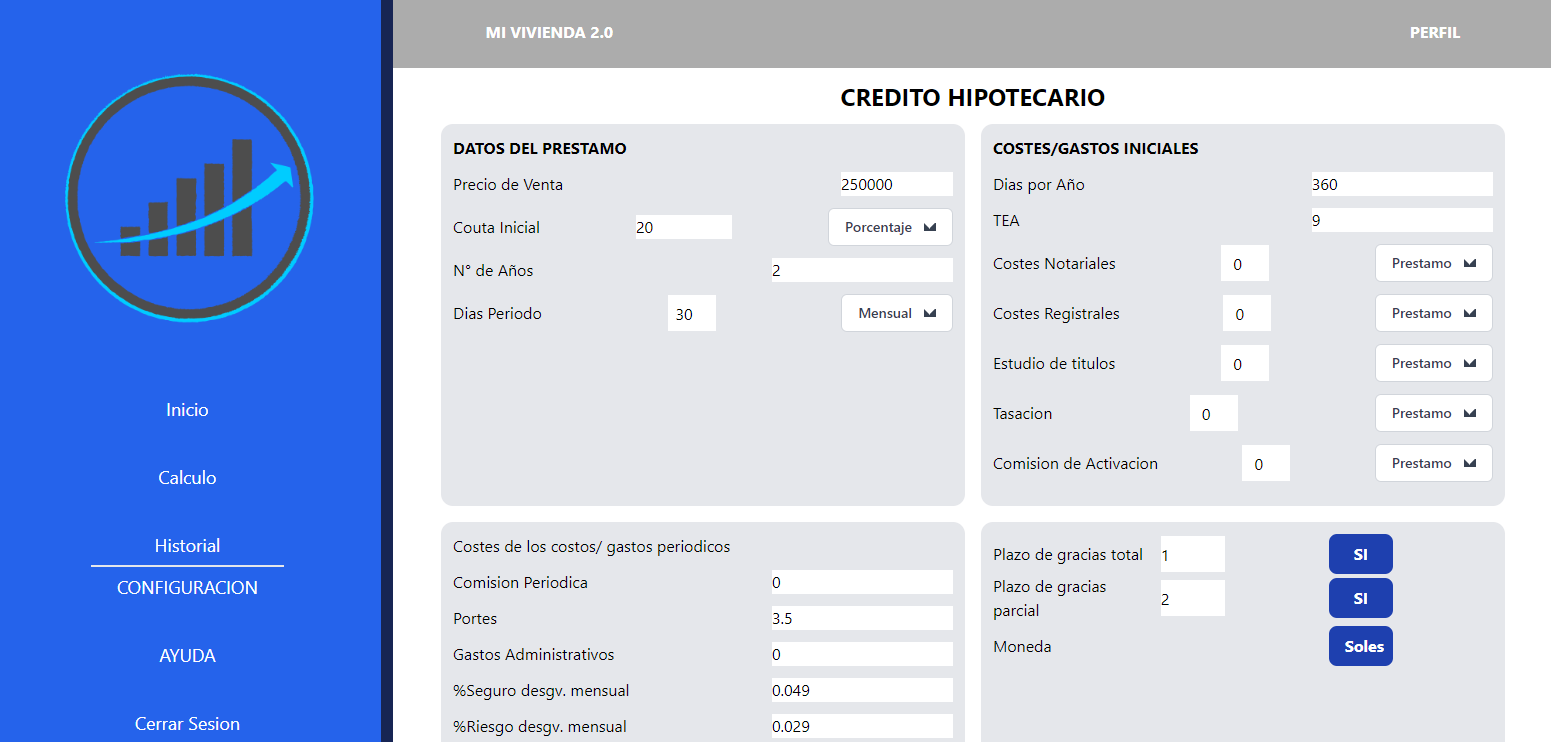 MI VIVIENDA 2.0
PERFIL
Inicio
Calculo
Historial
CONFIGURACION
AYUDA
Cerrar Sesion
CREDITO HIPOTECARIO
DATOS DEL PRESTAMO
Precio de Venta 250000
Couta Inicial 20 Porcentaje
N° de Años 2
Dias Periodo 30 Mensual
COSTES/GASTOS INICIALES
Dias por Año 360
TEA 9
Costes Notariales 0 Prestamo
Costes Registrales 0 Prestamo
Estudio de titulos 0 Prestamo
Tasacion 0 Prestamo
Comision de Activacion 0 Prestamo
Costes de los costos/ gastos periodicos
Comision Periodica 0
Portes 3.5
Gastos Administrativos 0
%Seguro desgv. mensual 0.049
%Riesgo desgv. mensual 0.029
Plazo de gracias total 1 SI
Plazo de gracias
parcial 2 SI
Moneda Soles